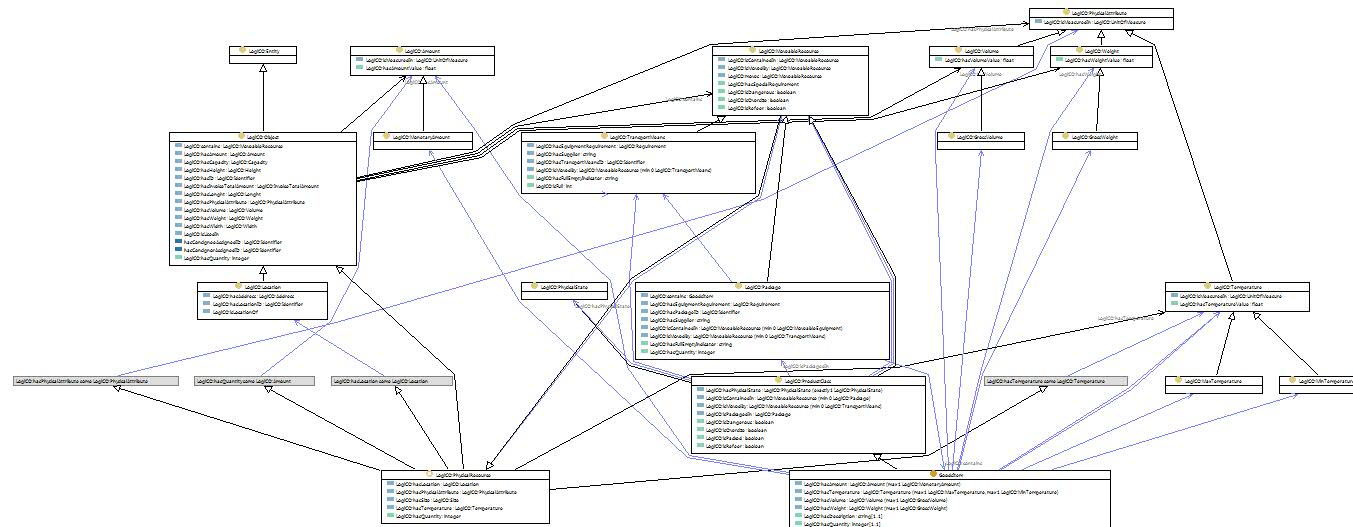 LogiCO:PhysicalAttribute
LogiCO:isMeasuredIn : LogiCO:UnitOfMeasure
LogiCO:hasPhysicalAttribute
LogiCO:Entity
LogiCO:Amount
LogiCO:isMeasuredIn : LogiCO:UnitOfMeasure
LogiCO:hasAmountValue : float
LogiCO:MoveableResource
LogiCO:isContainedIn : LogiCO:MoveableResource
LogiCO:isMovedBy : LogiCO:MoveableResource
LogiCO:moves : LogiCO:MoveableResource
LogiCO:hasSpecialRequirement
LogiCO:isDangerous : boolean
LogiCO:isOversize : boolean
LogiCO:isReefer : boolean
LogiCO:Volume
LogiCO:hasVolumeValue : float
LogiCO:Weight
LogiCO:hasWeightValue : float
LogiCO:contains
LogiCO:Object
LogiCO:contains : LogiCO:MoveableResource
LogiCO:hasAmount : LogiCO:Amount
LogiCO:hasCapacity : LogiCO:Capacity
LogiCO:hasHeight : LogiCO:Height
LogiCO:hasID : LogiCO:Identifier
LogiCO:hasInvoiceTotalAmount : LogiCO:InvoiceTotalAmount
LogiCO:hasLenght : LogiCO:Lenght
LogiCO:hasPhysicalAttribute : LogiCO:PhysicalAttribute
LogiCO:hasVolume : LogiCO:Volume
LogiCO:hasWeight : LogiCO:Weight
LogiCO:hasWidth : LogiCO:Width
LogiCO:isUsedIn
hasConsigneeAssignedID : LogiCO:Identifier
hasConsignorAssignedID : LogiCO:Identifier
LogiCO:hasQuantity : integer
LogiCO:MonetaryAmount
LogiCO:TransportMeans
LogiCO:hasEquipmentRequirement : LogiCO:Requirement
LogiCO:hasSupplier : string
LogiCO:hasTransportMeansID : LogiCO:Identifier
LogiCO:isMovedBy : LogiCO:MoveableResource (min 0 LogiCO:TransportMeans)
LogiCO:hasFullEmptyIndicator : string
LogiCO:isFull : int
LogiCO:GrossVolume
LogiCO:GrossWeight
LogiCO:Location
LogiCO:hasAddress : LogiCO:Address
LogiCO:hasLocationID : LogiCO:Identifier
LogiCO:isLocationOf
LogiCO:PhysicalState
LogiCO:hasPhysicalState
LogiCO:Package
LogiCO:contains : GoodsItem
LogiCO:hasEquipmentRequirement : LogiCO:Requirement
LogiCO:hasPackageID : LogiCO:Identifier
LogiCO:hasSupplier : string
LogiCO:isContainedIn : LogiCO:MoveableResource (min 0 LogiCO:MoveableEquipment)
LogiCO:isMovedBy : LogiCO:MoveableResource (min 0 LogiCO:TransportMeans)
LogiCO:hasFullEmptyIndicator : string
LogiCO:hasQuantity : integer
LogiCO:Temperature
LogiCO:isMeasuredIn : LogiCO:UnitOfMeasure
LogiCO:hasTemperatureValue : float
LogiCO:hasTemperature
LogiCO:isPackagedIn
LogiCO:hasPhysicalAttribute some LogiCO:PhysicalAttribute
LogiCO:hasQuantity some LogiCO:Amount
LogiCO:hasLocation some LogiCO:Location
LogiCO:ProductClass
LogiCO:hasPhysicalState : LogiCO:PhysicalState (exactly 1 LogiCO:PhysicalState)
LogiCO:isContainedIn : LogiCO:MoveableResource (min 0 LogiCO:Package)
LogiCO:isMovedBy : LogiCO:MoveableResource (min 0 LogiCO:TransportMeans)
LogiCO:isPackagedIn : LogiCO:Package
LogiCO:isDangerous : boolean
LogiCO:isOversize : boolean
LogiCO:isPacked : boolean
LogiCO:isReefer : boolean
LogiCO:hasTemperature some LogiCO:Temperature
LogiCO:MaxTemperature
LogiCO:MinTemperature
LogiCO:PhysicalResource
LogiCO:hasLocation : LogiCO:Location
LogiCO:hasPhysicalAttribute : LogiCO:PhysicalAttribute
LogiCO:hasSize : LogiCO:Size
LogiCO:hasTemperature : LogiCO:Temperature
LogiCO:hasQuantity : integer
LogiCO:contains
GoodsItem
LogiCO:hasAmount : LogiCO:Amount (max 1 LogiCO:MonetaryAmount)
LogiCO:hasTemperature : LogiCO:Temperature (max 1 LogiCO:MaxTemperature, max 1 LogiCO:MinTemperature)
LogiCO:hasVolume : LogiCO:Volume (max 1 LogiCO:GrossVolume)
LogiCO:hasWeight : LogiCO:Weight (max 1 LogiCO:GrossWeight)
LogiCO:hasDescription : string[1..1]
LogiCO:hasQuantity : integer[1..1]